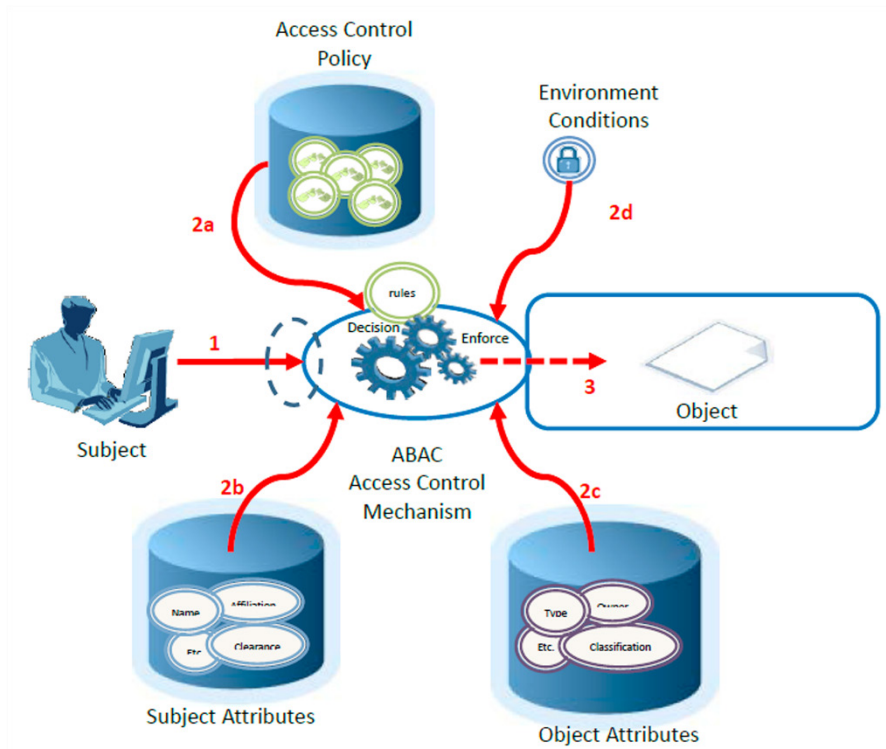 Access Control
Policy
Environment
Conditions
2a
2d
rules
Decision
Enforce
1
3
Subject
Object
ABAC
Access Control
Mechanism
2b
2c
Name
Affiliation
Etc
Clearance
Type
Owner
Etc.
Classification
Subject Attributes
Object Attributes